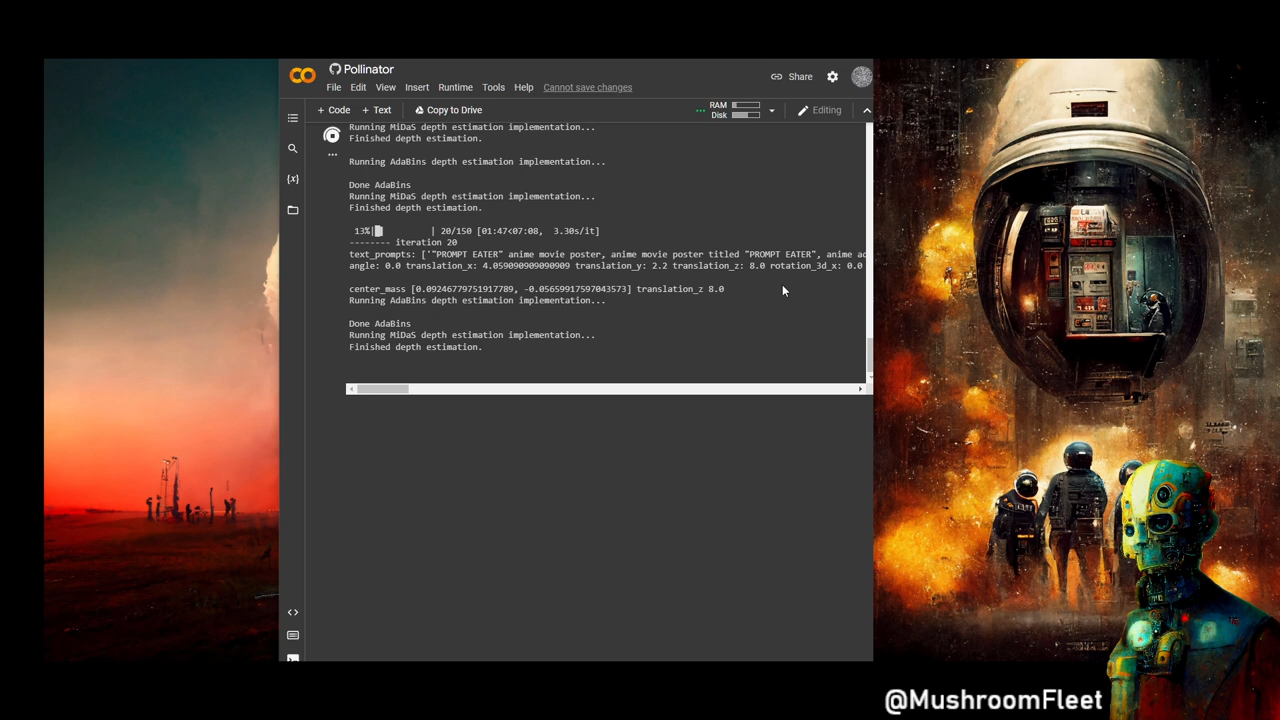 Pollinator
Share
File Edit View Insert Runtime Tools Help Cannot save changes
+ Code + Text Copy to Drive
RAM
Disk
Editing
Running MiDaS depth estimation implementation...
Finished depth estimation.
Running AdaBins depth estimation implementation...
Done AdaBins
Running MiDaS depth estimation implementation...
Finished depth estimation.
13%| | 20/150 [01:47<07:08, 3.30s/it]
-------- iteration 20
text_prompts: ['"PROMPT EATER" anime movie poster, anime movie poster titled "PROMPT EATER", anime ad
angle: 0.0 translation_x: 4.059090909090909 translation_y: 2.2 translation_z: 8.0 rotation_3d_x: 0.0
center_mass [0.09246779751917789, -0.05659917597043573] translation_z 8.0
Running AdaBins depth estimation implementation...
Done AdaBins
Running MiDaS depth estimation implementation...
Finished depth estimation.
{x}
<>
@MushroomFleet